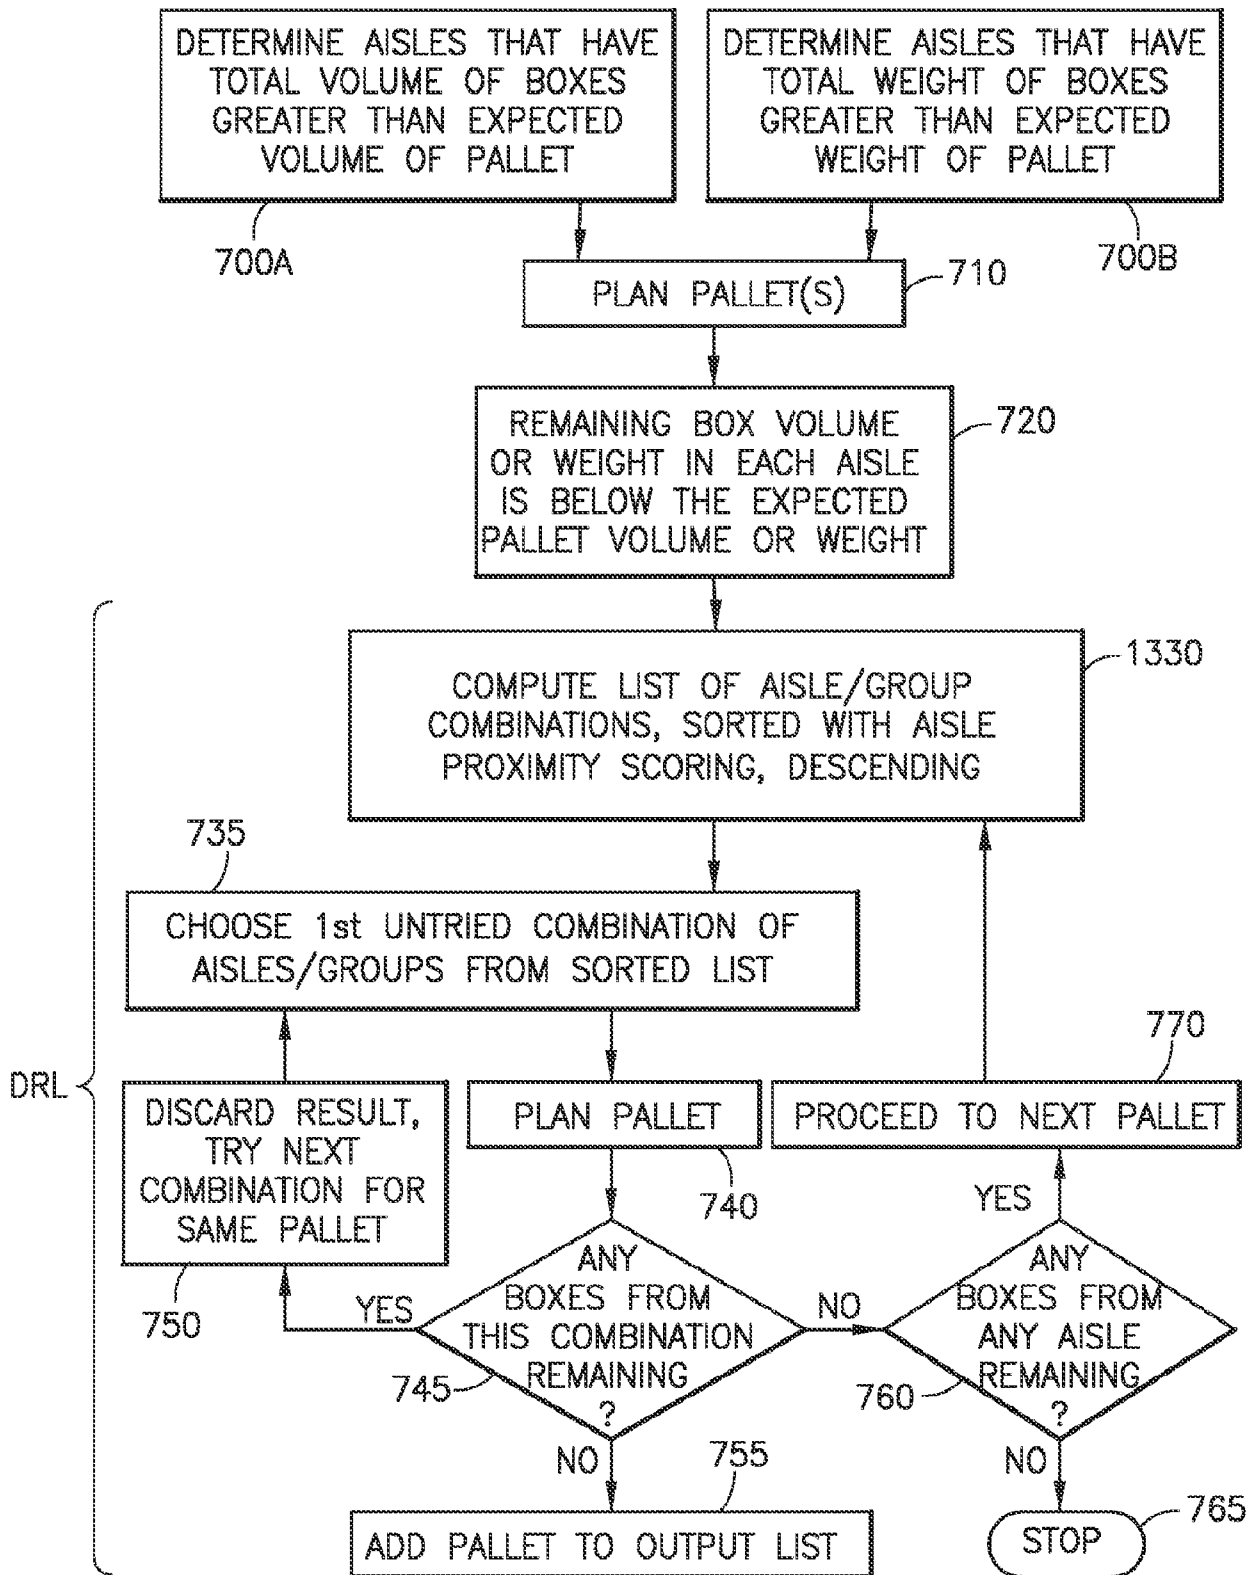 DETERMINE AISLES THAT HAVE
TOTAL VOLUME OF BOXES
GREATER THAN EXPECTED
VOLUME OF PALLET
700A
DETERMINE AISLES THAT HAVE
TOTAL WEIGHT OF BOXES
GREATER THAN EXPECTED
WEIGHT OF PALLET
700B
PLAN PALLET(S)
710
REMAINING BOX VOLUME
OR WEIGHT IN EACH AISLE
IS BELOW THE EXPECTED
PALLET VOLUME OR WEIGHT
720
COMPUTE LIST OF AISLE/GROUP
COMBINATIONS, SORTED WITH AISLE
PROXIMITY SCORING, DESCENDING
1330
735
CHOOSE 1st UNTRIED COMBINATION OF
AISLES/GROUPS FROM SORTED LIST
DRL
DISCARD RESULT,
TRY NEXT
COMBINATION FOR
SAME PALLET
750
PLAN PALLET
740
770
PROCEED TO NEXT PALLET
YES
ANY
BOXES FROM
THIS COMBINATION
REMAINING
?
745
YES
NO
ANY
BOXES FROM
ANY AISLE
REMAINING
?
760
NO
755
ADD PALLET TO OUTPUT LIST
NO
STOP
765